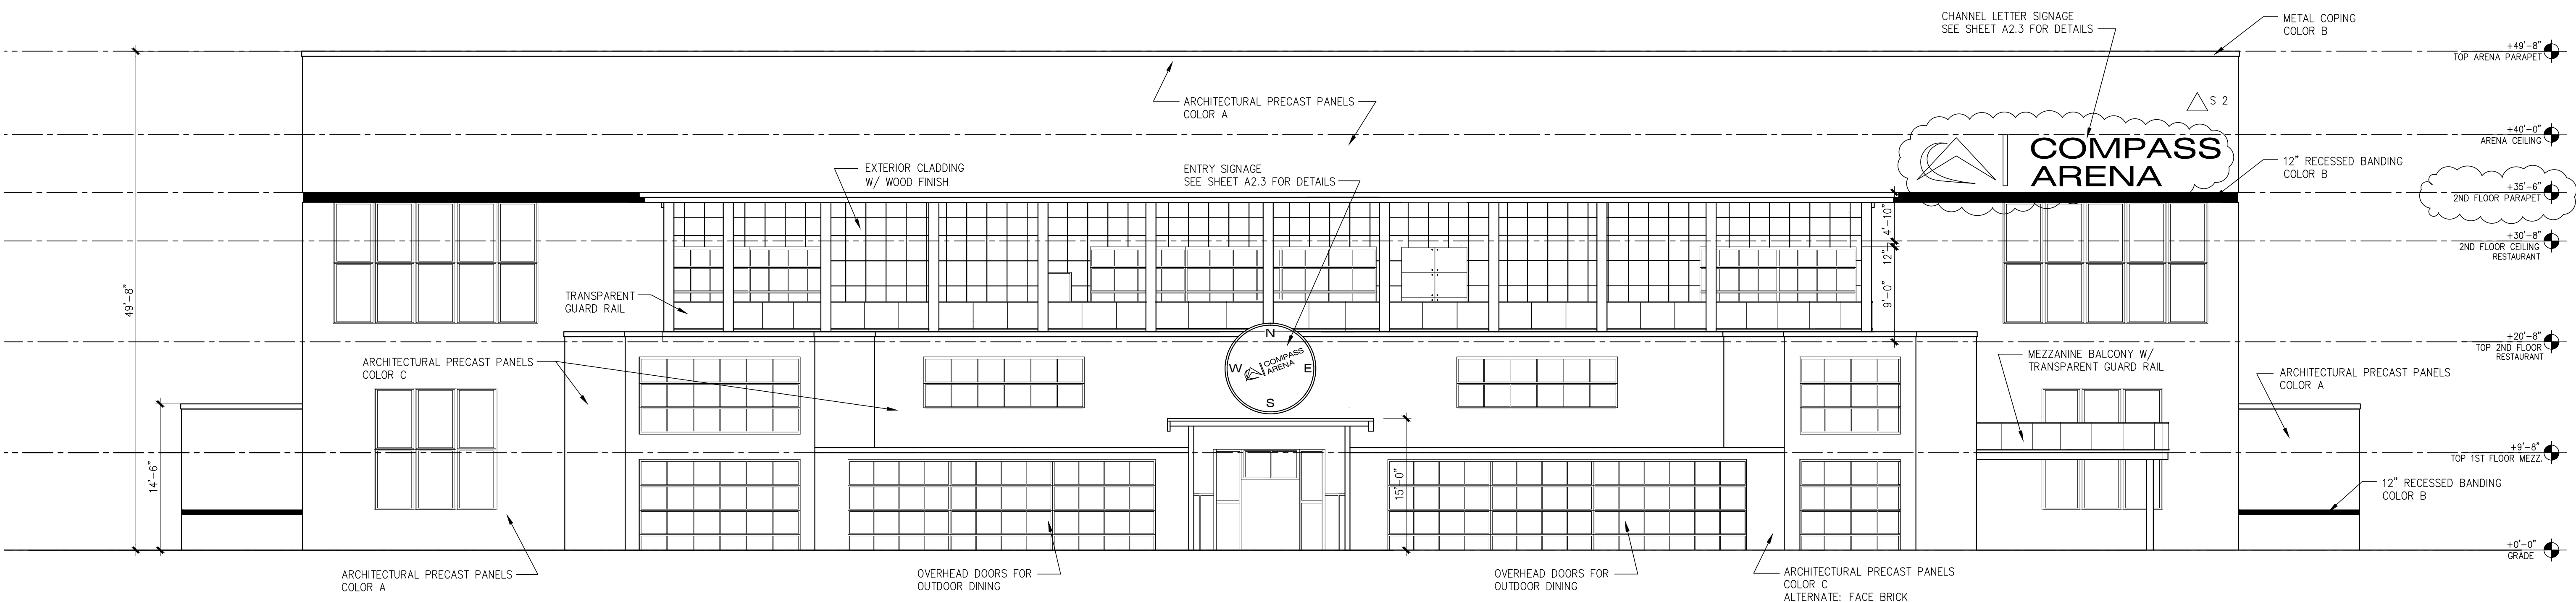 CHANNEL LETTER SIGNAGE
SEE SHEET A2.3 FOR DETAILS
METAL COPING
COLOR B
+49'-8"
TOP ARENA PARAPET
ARCHITECTURAL PRECAST PANELS
COLOR A
S 2
+40'-0"
ARENA CEILING
COMPASS
ARENA
EXTERIOR CLADDING
W/ WOOD FINISH
ENTRY SIGNAGE
SEE SHEET A2.3 FOR DETAILS
12" RECESSED BANDING
COLOR B
+35'-6"
2ND FLOOR PARAPET
4'-10"
+30'-8"
2ND FLOOR CEILING
RESTAURANT
12"
49'-8"
TRANSPARENT
GUARD RAIL
9'-0"
N
W
E
S
COMPASS
ARENA
+20'-8"
TOP 2ND FLOOR
RESTAURANT
ARCHITECTURAL PRECAST PANELS
COLOR C
MEZZANINE BALCONY W/
TRANSPARENT GUARD RAIL
ARCHITECTURAL PRECAST PANELS
COLOR A
+9'-8"
TOP 1ST FLOOR MEZZ.
14'-6"
15'-0"
12" RECESSED BANDING
COLOR B
+0'-0"
GRADE
ARCHITECTURAL PRECAST PANELS
COLOR A
OVERHEAD DOORS FOR
OUTDOOR DINING
OVERHEAD DOORS FOR
OUTDOOR DINING
ARCHITECTURAL PRECAST PANELS
COLOR C
ALTERNATE: FACE BRICK